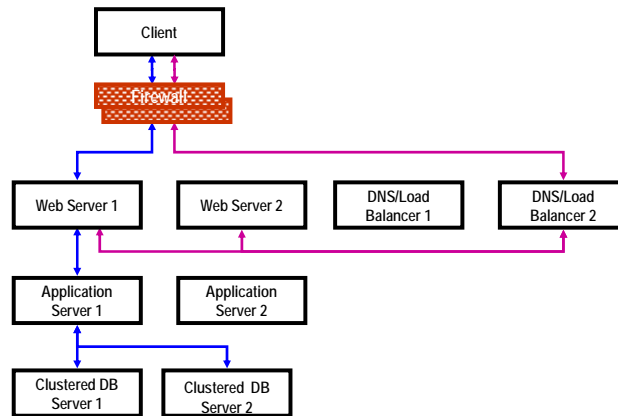 Client
Firewall
Web Server 1
Web Server 2
DNS/Load
Balancer 1
DNS/Load
Balancer 2
Application
Server 1
Application
Server 2
Clustered DB
Server 1
Clustered DB
Server 2